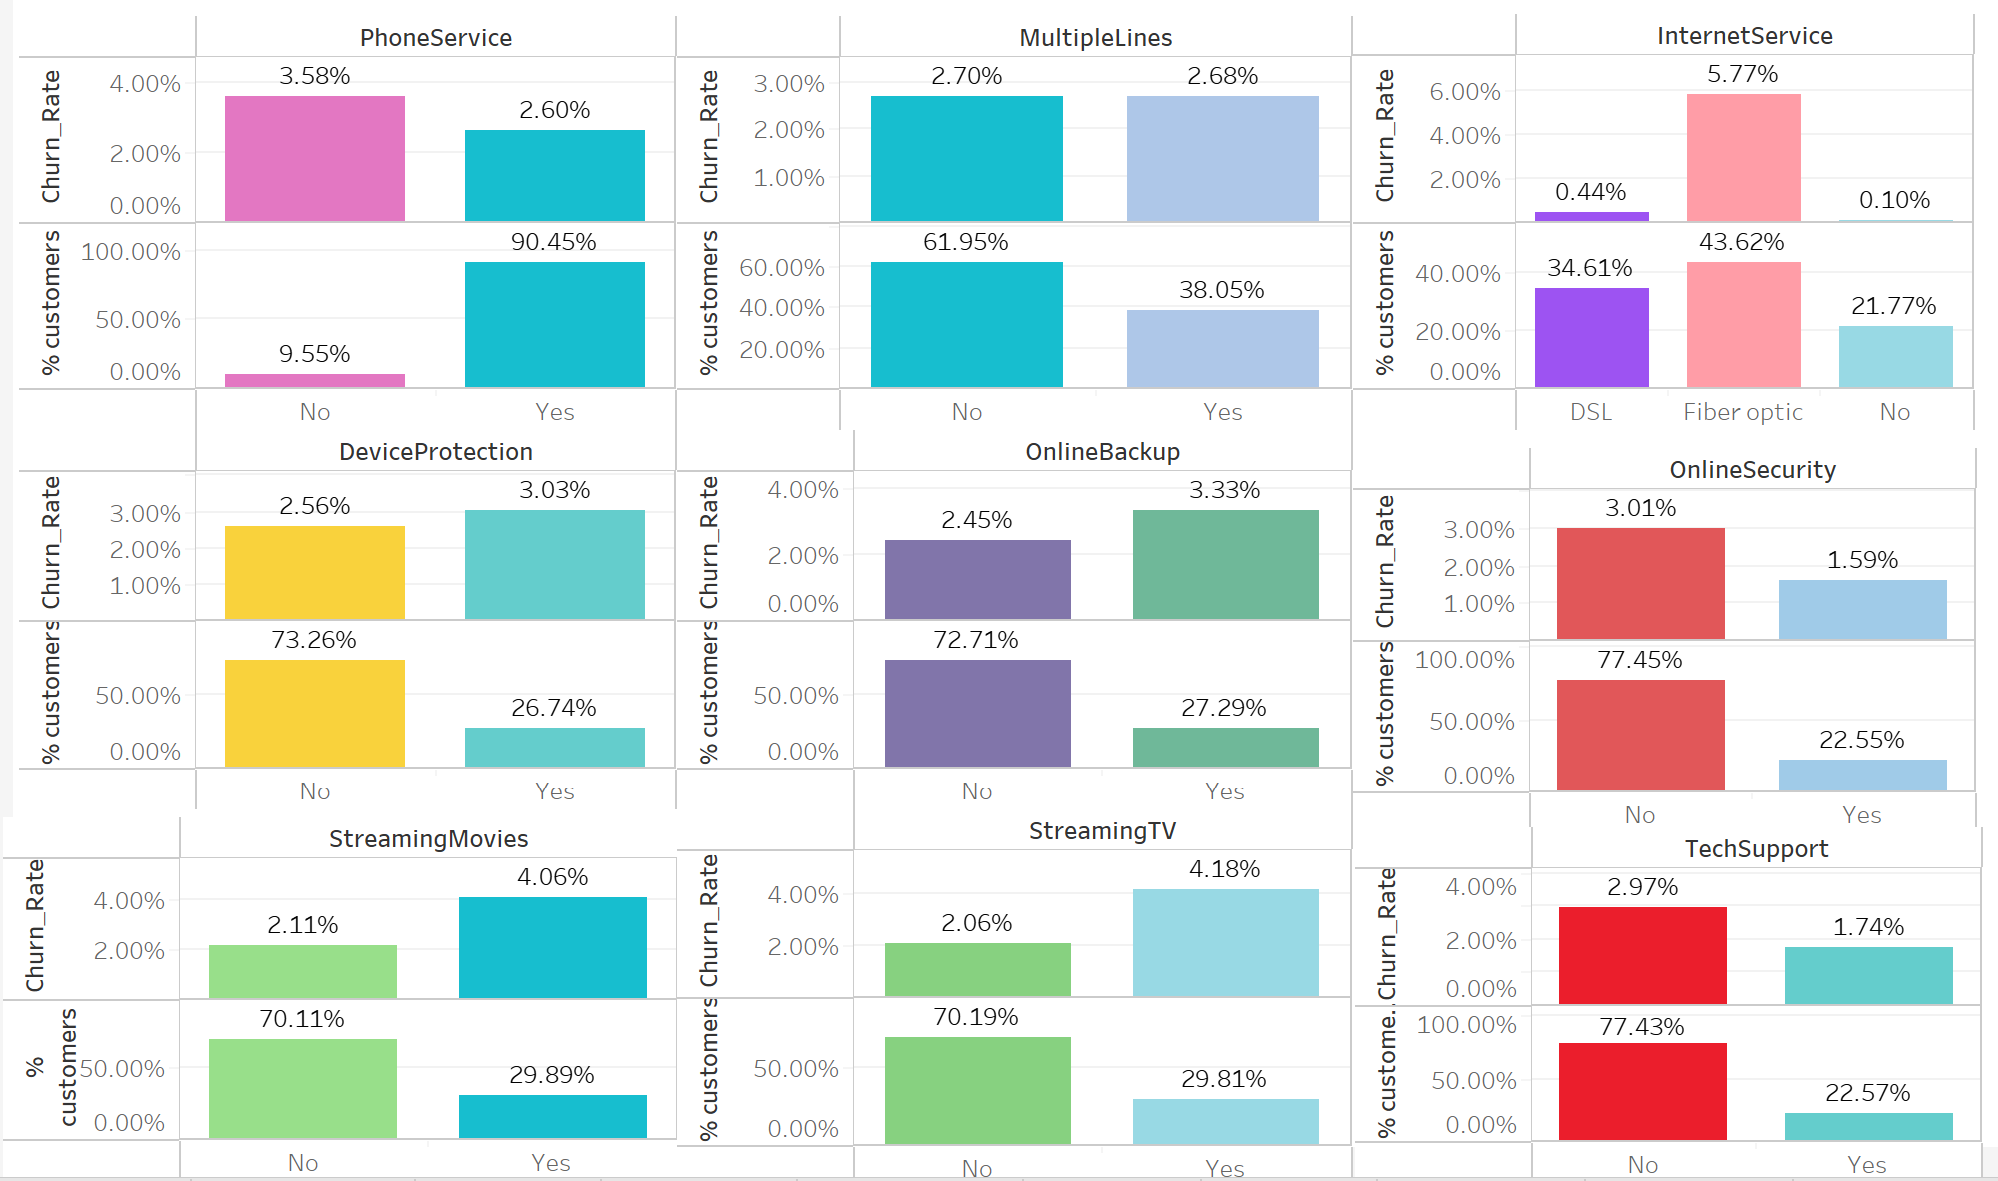 PhoneService
Churn_Rate
4.00%
2.00%
0.00%
3.58%
2.60%
% customers
100.00%
50.00%
0.00%
9.55%
90.45%
No
Yes
MultipleLines
Churn_Rate
3.00%
2.00%
1.00%
2.70%
2.68%
% customers
60.00%
40.00%
20.00%
61.95%
38.05%
No
Yes
InternetService
Churn_Rate
6.00%
4.00%
2.00%
0.44%
5.77%
0.10%
% customers
40.00%
20.00%
0.00%
34.61%
43.62%
21.77%
DSL
Fiber optic
No
DeviceProtection
Churn_Rate
3.00%
2.00%
1.00%
2.56%
3.03%
% customers
50.00%
0.00%
73.26%
26.74%
No
Yes
OnlineBackup
Churn_Rate
4.00%
2.00%
0.00%
2.45%
3.33%
% customers
50.00%
0.00%
72.71%
27.29%
No
Yes
OnlineSecurity
Churn_Rate
3.00%
2.00%
1.00%
3.01%
1.59%
% customers
100.00%
50.00%
0.00%
77.45%
22.55%
No
Yes
StreamingMovies
Churn_Rate
4.00%
2.00%
2.11%
4.06%
%
customers
50.00%
0.00%
70.11%
29.89%
No
Yes
StreamingTV
Churn_Rate
4.00%
2.00%
2.06%
4.18%
% customers
50.00%
0.00%
70.19%
29.81%
No
Yes
TechSupport
Churn_Rate
4.00%
2.00%
0.00%
2.97%
1.74%
% custome..
100.00%
50.00%
0.00%
77.43%
22.57%
No
Yes